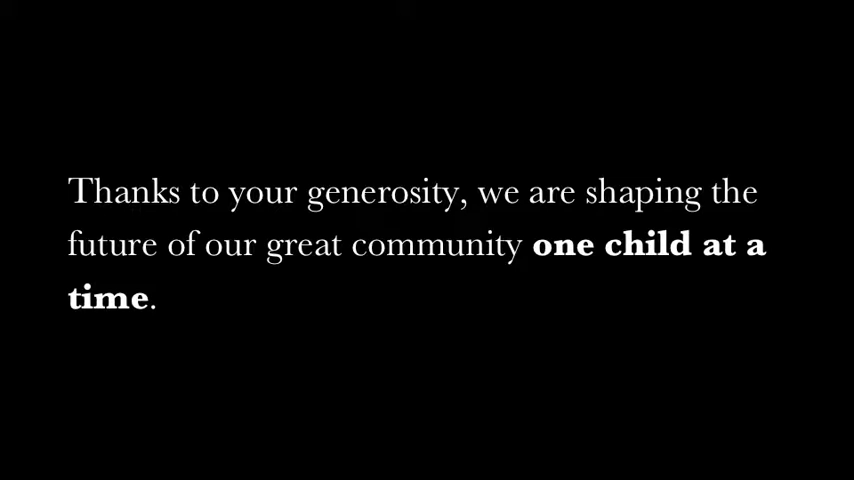 Thanks to your generosity, we are shaping the
future of our great community one child at a
time.